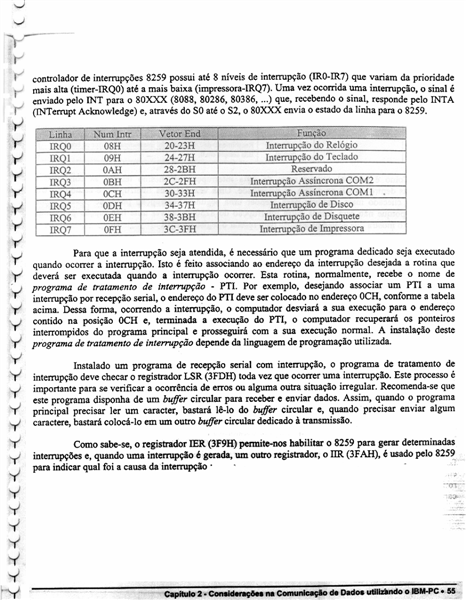 controlador de interrupções 8259 possui até 8 níveis de interrupção (IR0-IR7) que variam da prioridade
mais alta (timer-IRQ0) até a mais baixa (impressora-IRQ7). Uma vez ocorrida uma interrupção, o sinal é
enviado pelo INT para o 80XXX (8088, 80286, 80386, ...) que, recebendo o sinal, responde pelo INTA
(INTerrupt Acknowledge) e, através do S0 até o S2, o 80XXX envia o estado da linha para o 8259.
Linha Num Intr Vetor End Função
IRQ0 08H 20-23H Interrupção do Relógio
IRQ1 09H 24-27H Interrupção do Teclado
IRQ2 0AH 28-2BH Reservado
IRQ3 0BH 2C-2FH Interrupção Assíncrona COM2
IRQ4 0CH 30-33H Interrupção Assíncrona COM1
IRQ5 0DH 34-37H Interrupção de Disco
IRQ6 0EH 38-3BH Interrupção de Disquete
IRQ7 0FH 3C-3FH Interrupção de Impressora
Para que a interrupção seja atendida, é necessário que um programa dedicado seja executado
quando ocorrer a interrupção. Isto é feito associando ao endereço da interrupção desejada a rotina que
deverá ser executada quando a interrupção ocorrer. Esta rotina, normalmente, recebe o nome de
programa de tratamento de interrupção - PTI. Por exemplo, desejando associar um PTI a uma
interrupção por recepção serial, o endereço do PTI deve ser colocado no endereço 0CH, conforme a tabela
acima. Dessa forma, ocorrendo a interrupção, o computador desviará a sua execução para o endereço
contido na posição 0CH e, terminada a execução do PTI, o computador recuperará os ponteiros
interrompidos do programa principal e prosseguirá com a sua execução normal. A instalação deste
programa de tratamento de interrupção depende da linguagem de programação utilizada.
Instalado um programa de recepção serial com interrupção, o programa de tratamento de
interrupção deve checar o registrador LSR (3FDH) toda vez que ocorrer uma interrupção. Este processo é
importante para se verificar a ocorrência de erros ou alguma outra situação irregular. Recomenda-se que
este programa disponha de um buffer circular para receber e enviar dados. Assim, quando o programa
principal precisar ler um caracter, bastará lê-lo do buffer circular e, quando precisar enviar algum
caractere, bastará colocá-lo em um outro buffer circular dedicado à transmissão.
Como sabe-se, o registrador IER (3F9H) permite-nos habilitar o 8259 para gerar determinadas
interrupções e, quando uma interrupção é gerada, um outro registrador, o IIR (3FAH), é usado pelo 8259
para indicar qual foi a causa da interrupção
Capítulo 2 - Considerações na Comunicação de Dados utilizando o IBM-PC • 55